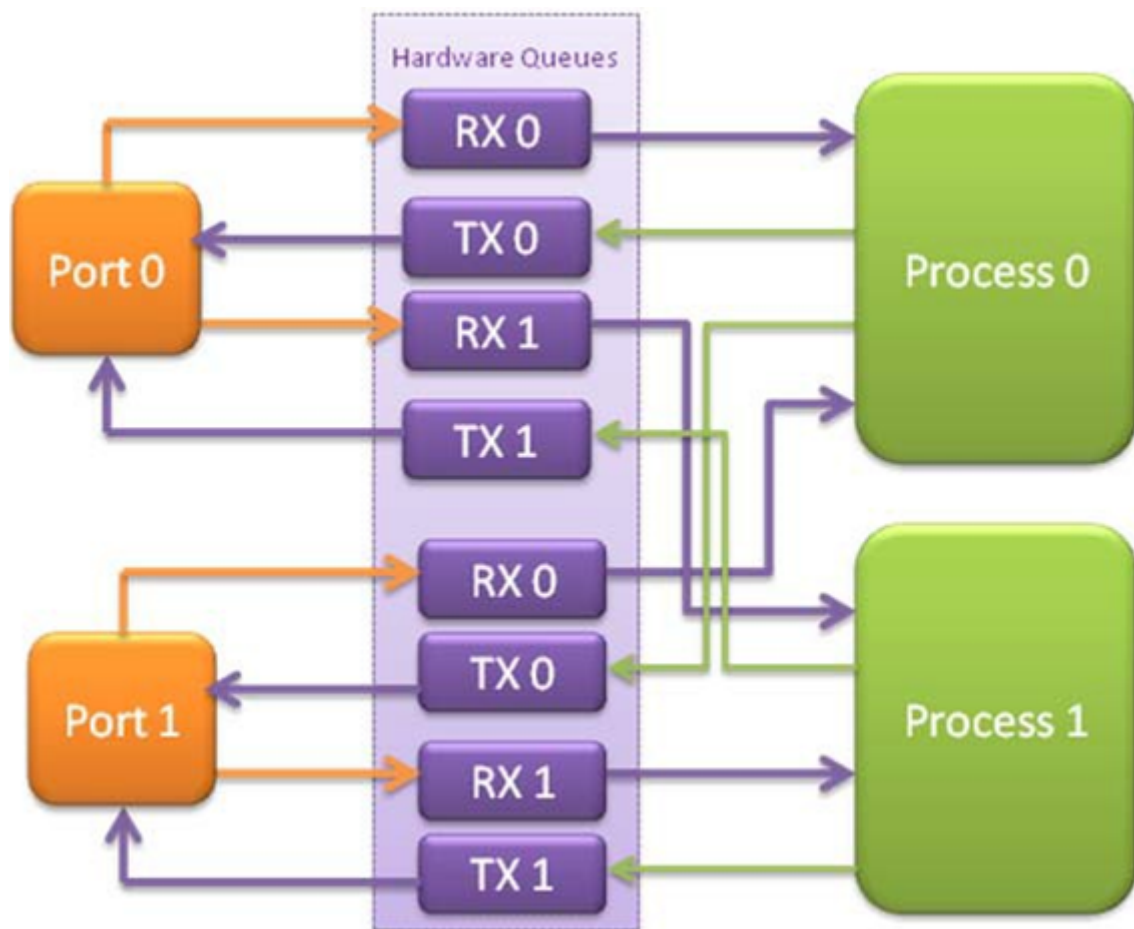 Hardware Queues
RX 0
TX 0
Port 0
RX 1
TX 1
Process 0
RX 0
TX 0
Port 1
RX 1
TX 1
Process 1